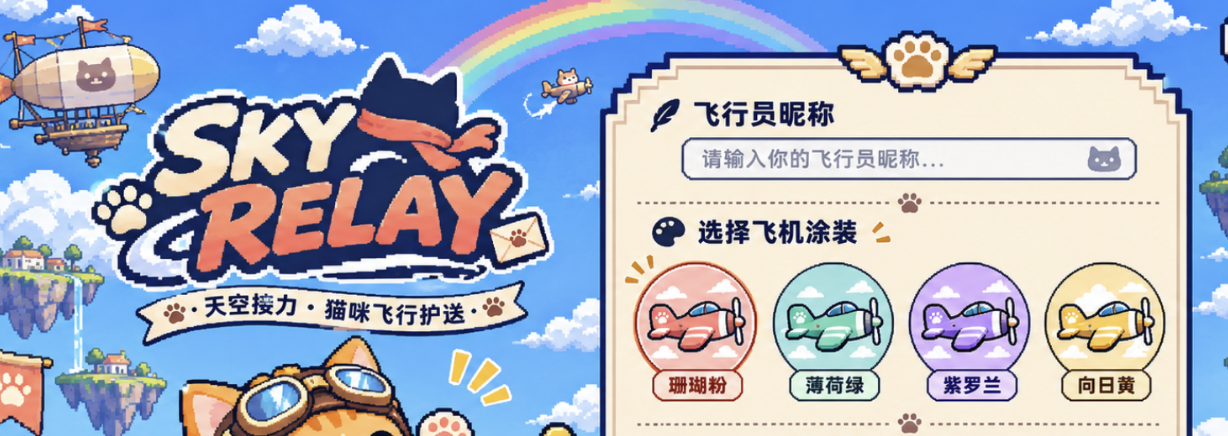 SKY
RELAY
·天空接力·猫咪飞行护送·
飞行员昵称
请输入你的飞行员昵称...
选择飞机涂装
珊瑚粉
薄荷绿
紫罗兰
向日黄